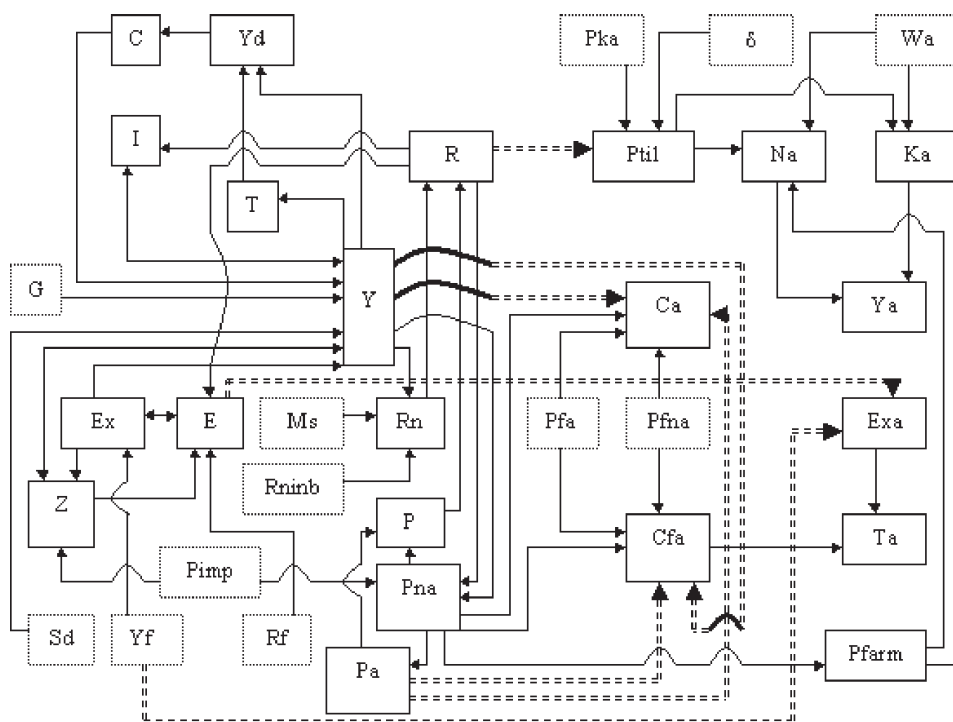 C
Yd
Pka
δ
Wa
I
R
Ptil
Na
Ka
T
G
Y
Ca
Ya
Ex
E
Ms
Rn
Pfa
Pfna
Exa
Rninb
Z
P
Cfa
Ta
Pimp
Pna
Sd
Yf
Rf
Pa
Pfarm